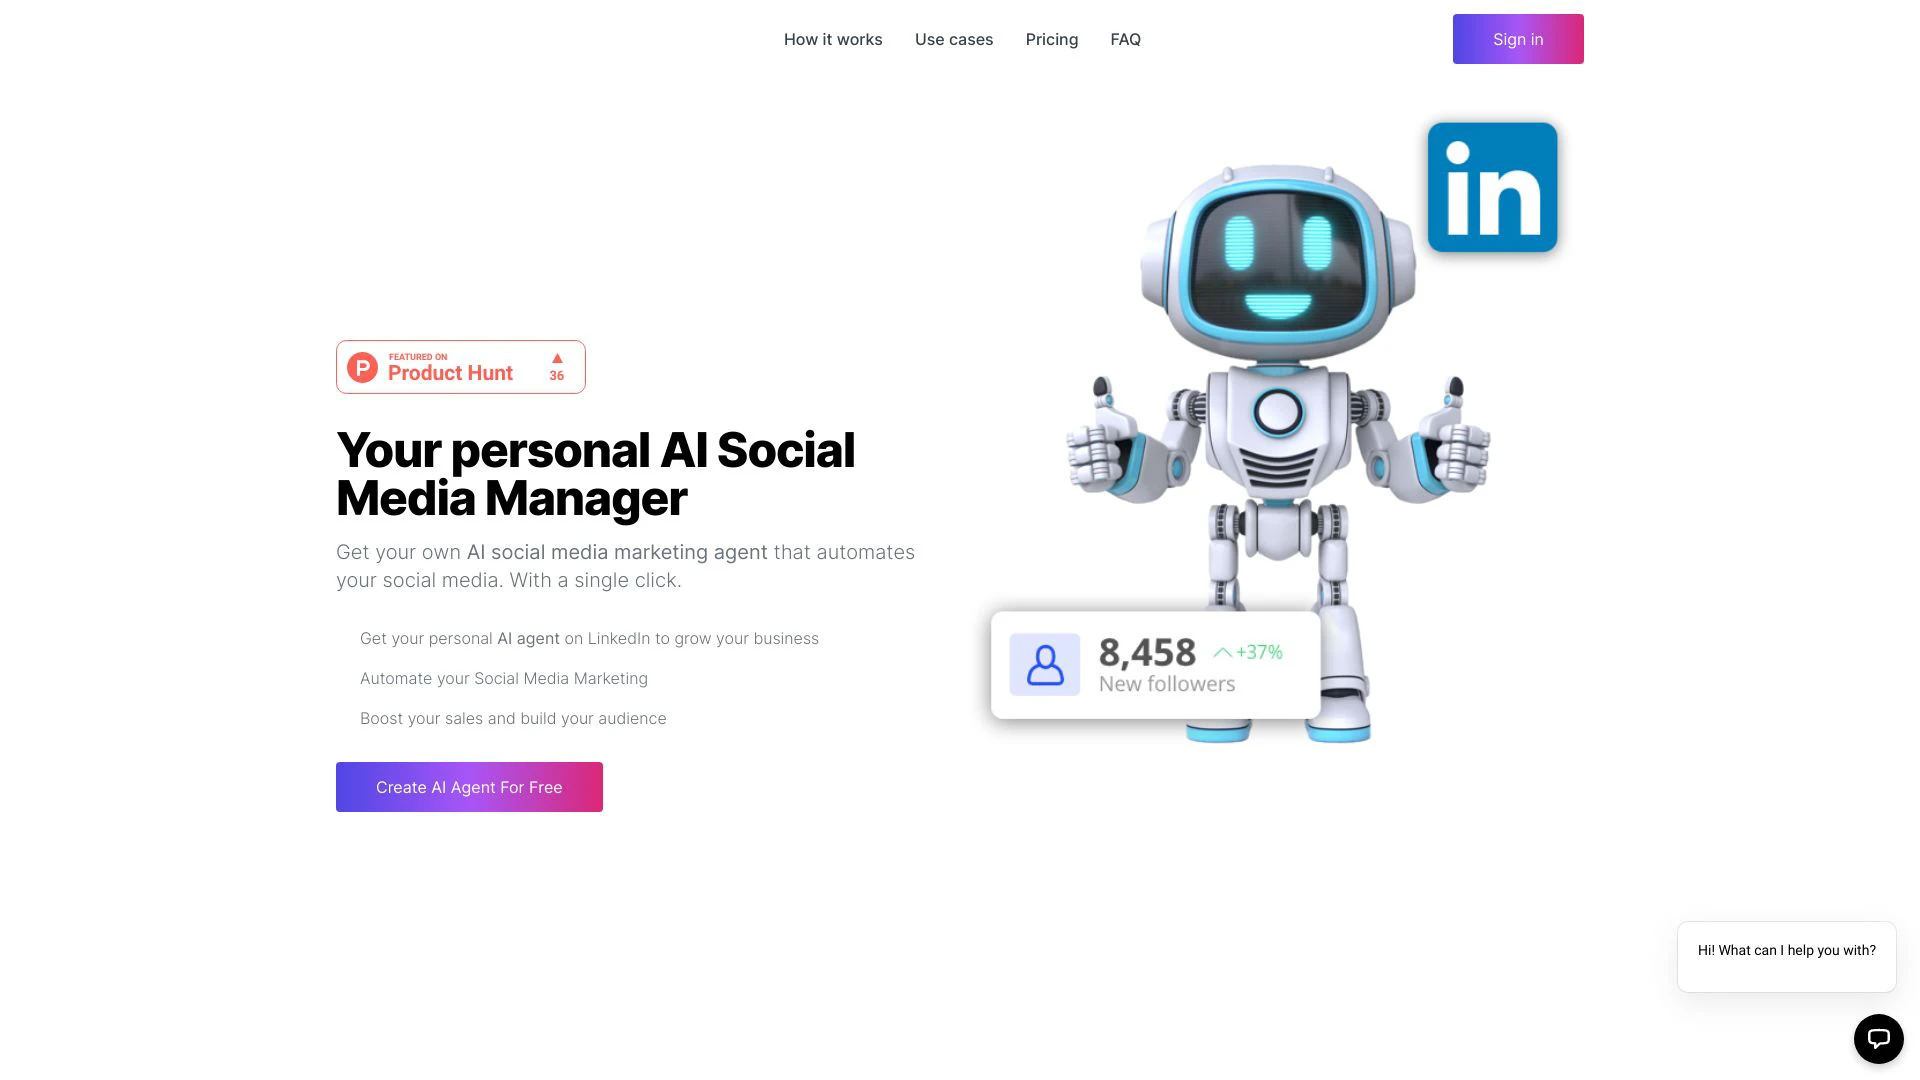 How it works
Use cases
Pricing
FAQ
Sign in
in
FEATURED ON
Product Hunt
36
Your personal AI Social
Media Manager
Get your own AI social media marketing agent that automates
your social media. With a single click.
Get your personal AI agent on LinkedIn to grow your business
Automate your Social Media Marketing
Boost your sales and build your audience
Create AI Agent For Free
8,458 +37%
New followers
Hi! What can I help you with?